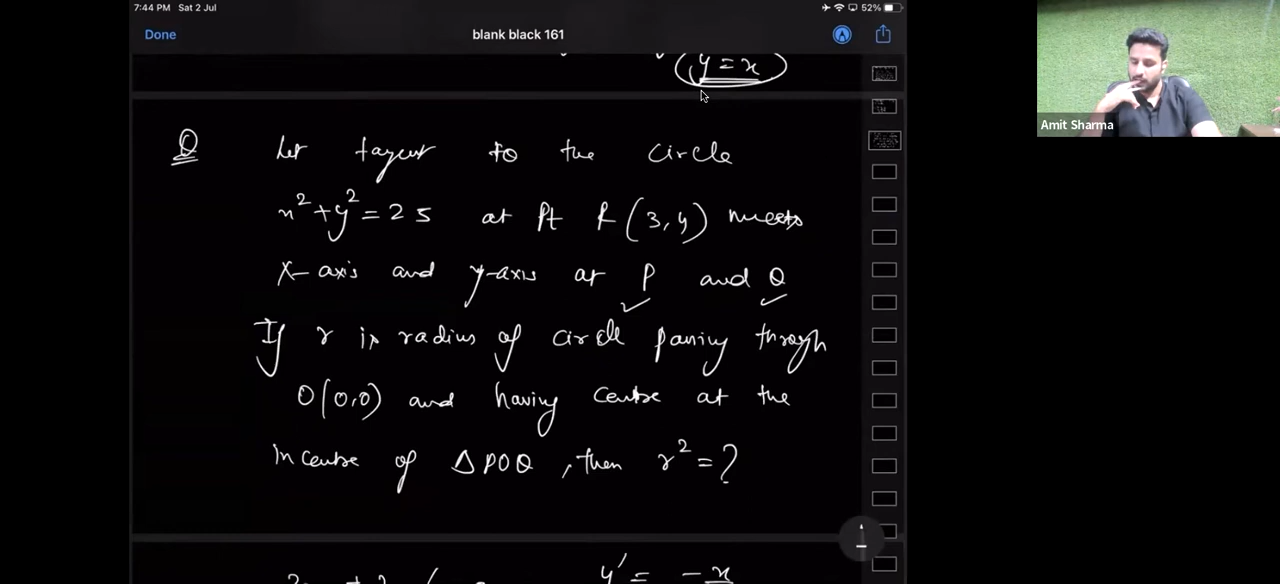 7:44 PM Sat 2 Jul
52%
Done
blank black 161
y = x
Amit Sharma
Q Let tangent to the circle
x² + y² = 25 at Pt R (3,4) meets
X-axis and y-axis at P and Q
If r is radius of circle passing through
O(0,0) and having centre at the
incentre of ΔPOQ, then r² = ?
y' = -x